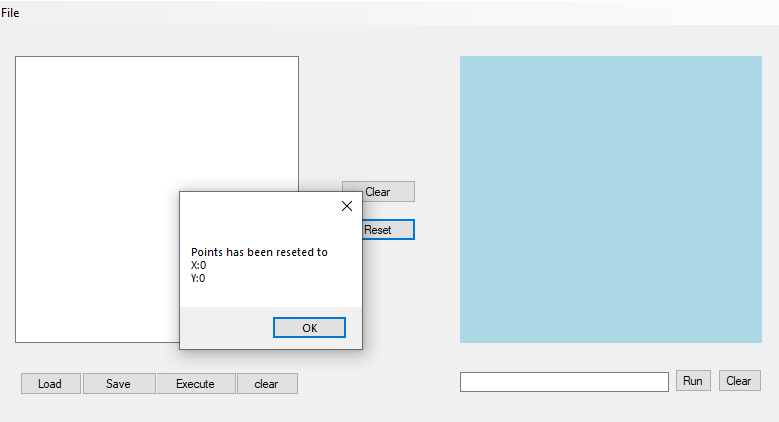 File
Clear
Reset
Points has been reseted to
X:0
Y:0
OK
Load
Save
Execute
clear
Run
Clear